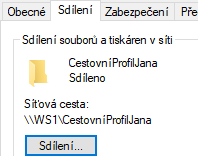 Obecné Sdílení Zabezpečení Pře
Sdílení souborů a tiskáren v síti
CestovníProfilJana
Sdíleno
Síťová cesta:
\\WS1\CestovníProfilJana
Sdílení...